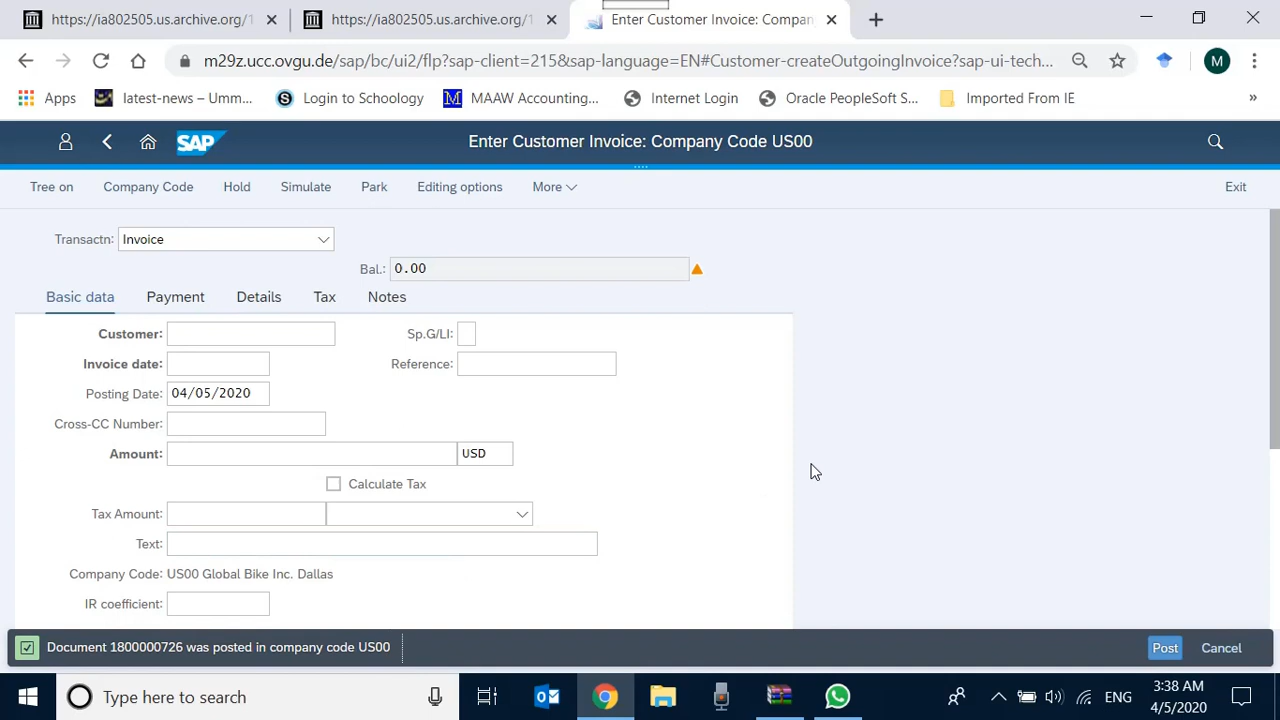 https://ia802505.us.archive.org/1
https://ia802505.us.archive.org/1
Enter Customer Invoice: Compan
m29z.ucc.ovgu.de/sap/bc/ui2/flp?sap-client=215&sap-language=EN#Customer-createOutgoingInvoice?sap-ui-tech...
M
Apps
latest-news – Umm...
S
Login to Schoology
M
MAAW Accounting...
Internet Login
Oracle PeopleSoft S...
Imported From IE
»
SAP
Enter Customer Invoice: Company Code US00
Tree on
Company Code
Hold
Simulate
Park
Editing options
More
Exit
Transactn: Invoice
Bal.: 0.00
Basic data
Payment
Details
Tax
Notes
Customer:
Sp.G/LI:
Invoice date:
Reference:
Posting Date: 04/05/2020
Cross-CC Number:
Amount:
USD
Calculate Tax
Tax Amount:
Text:
Company Code: US00 Global Bike Inc. Dallas
IR coefficient:
Document 1800000726 was posted in company code US00
Post
Cancel
Type here to search
ENG
3:38 AM
4/5/2020